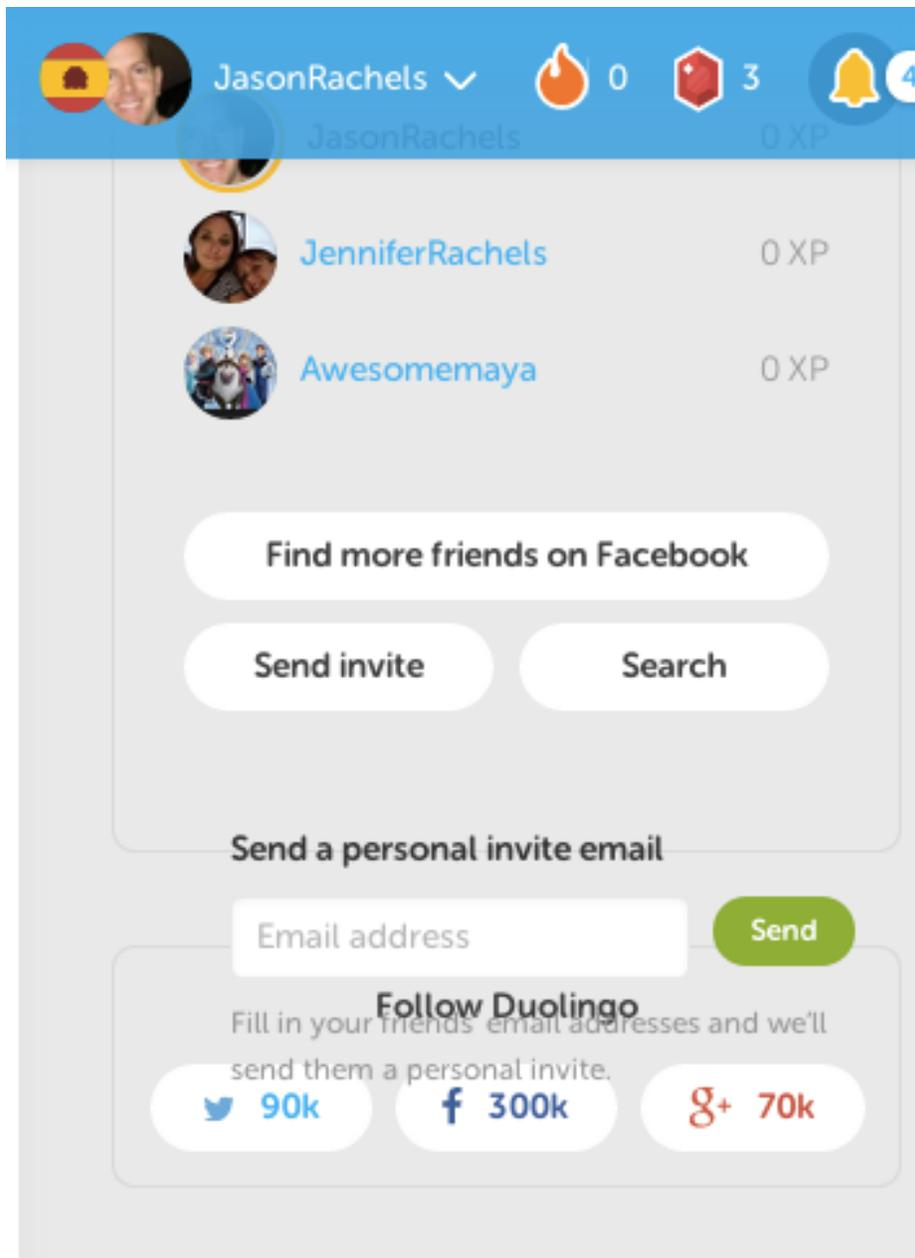 JasonRachels 0 3 4
JasonRachels 0 XP
JenniferRachels 0 XP
Awesomemaya 0 XP
Find more friends on Facebook
Send invite Search
Send a personal invite email
Email address Send
Follow Duolingo
Fill in your friends' email addresses and we'll
send them a personal invite.
90k f 300k g+ 70k